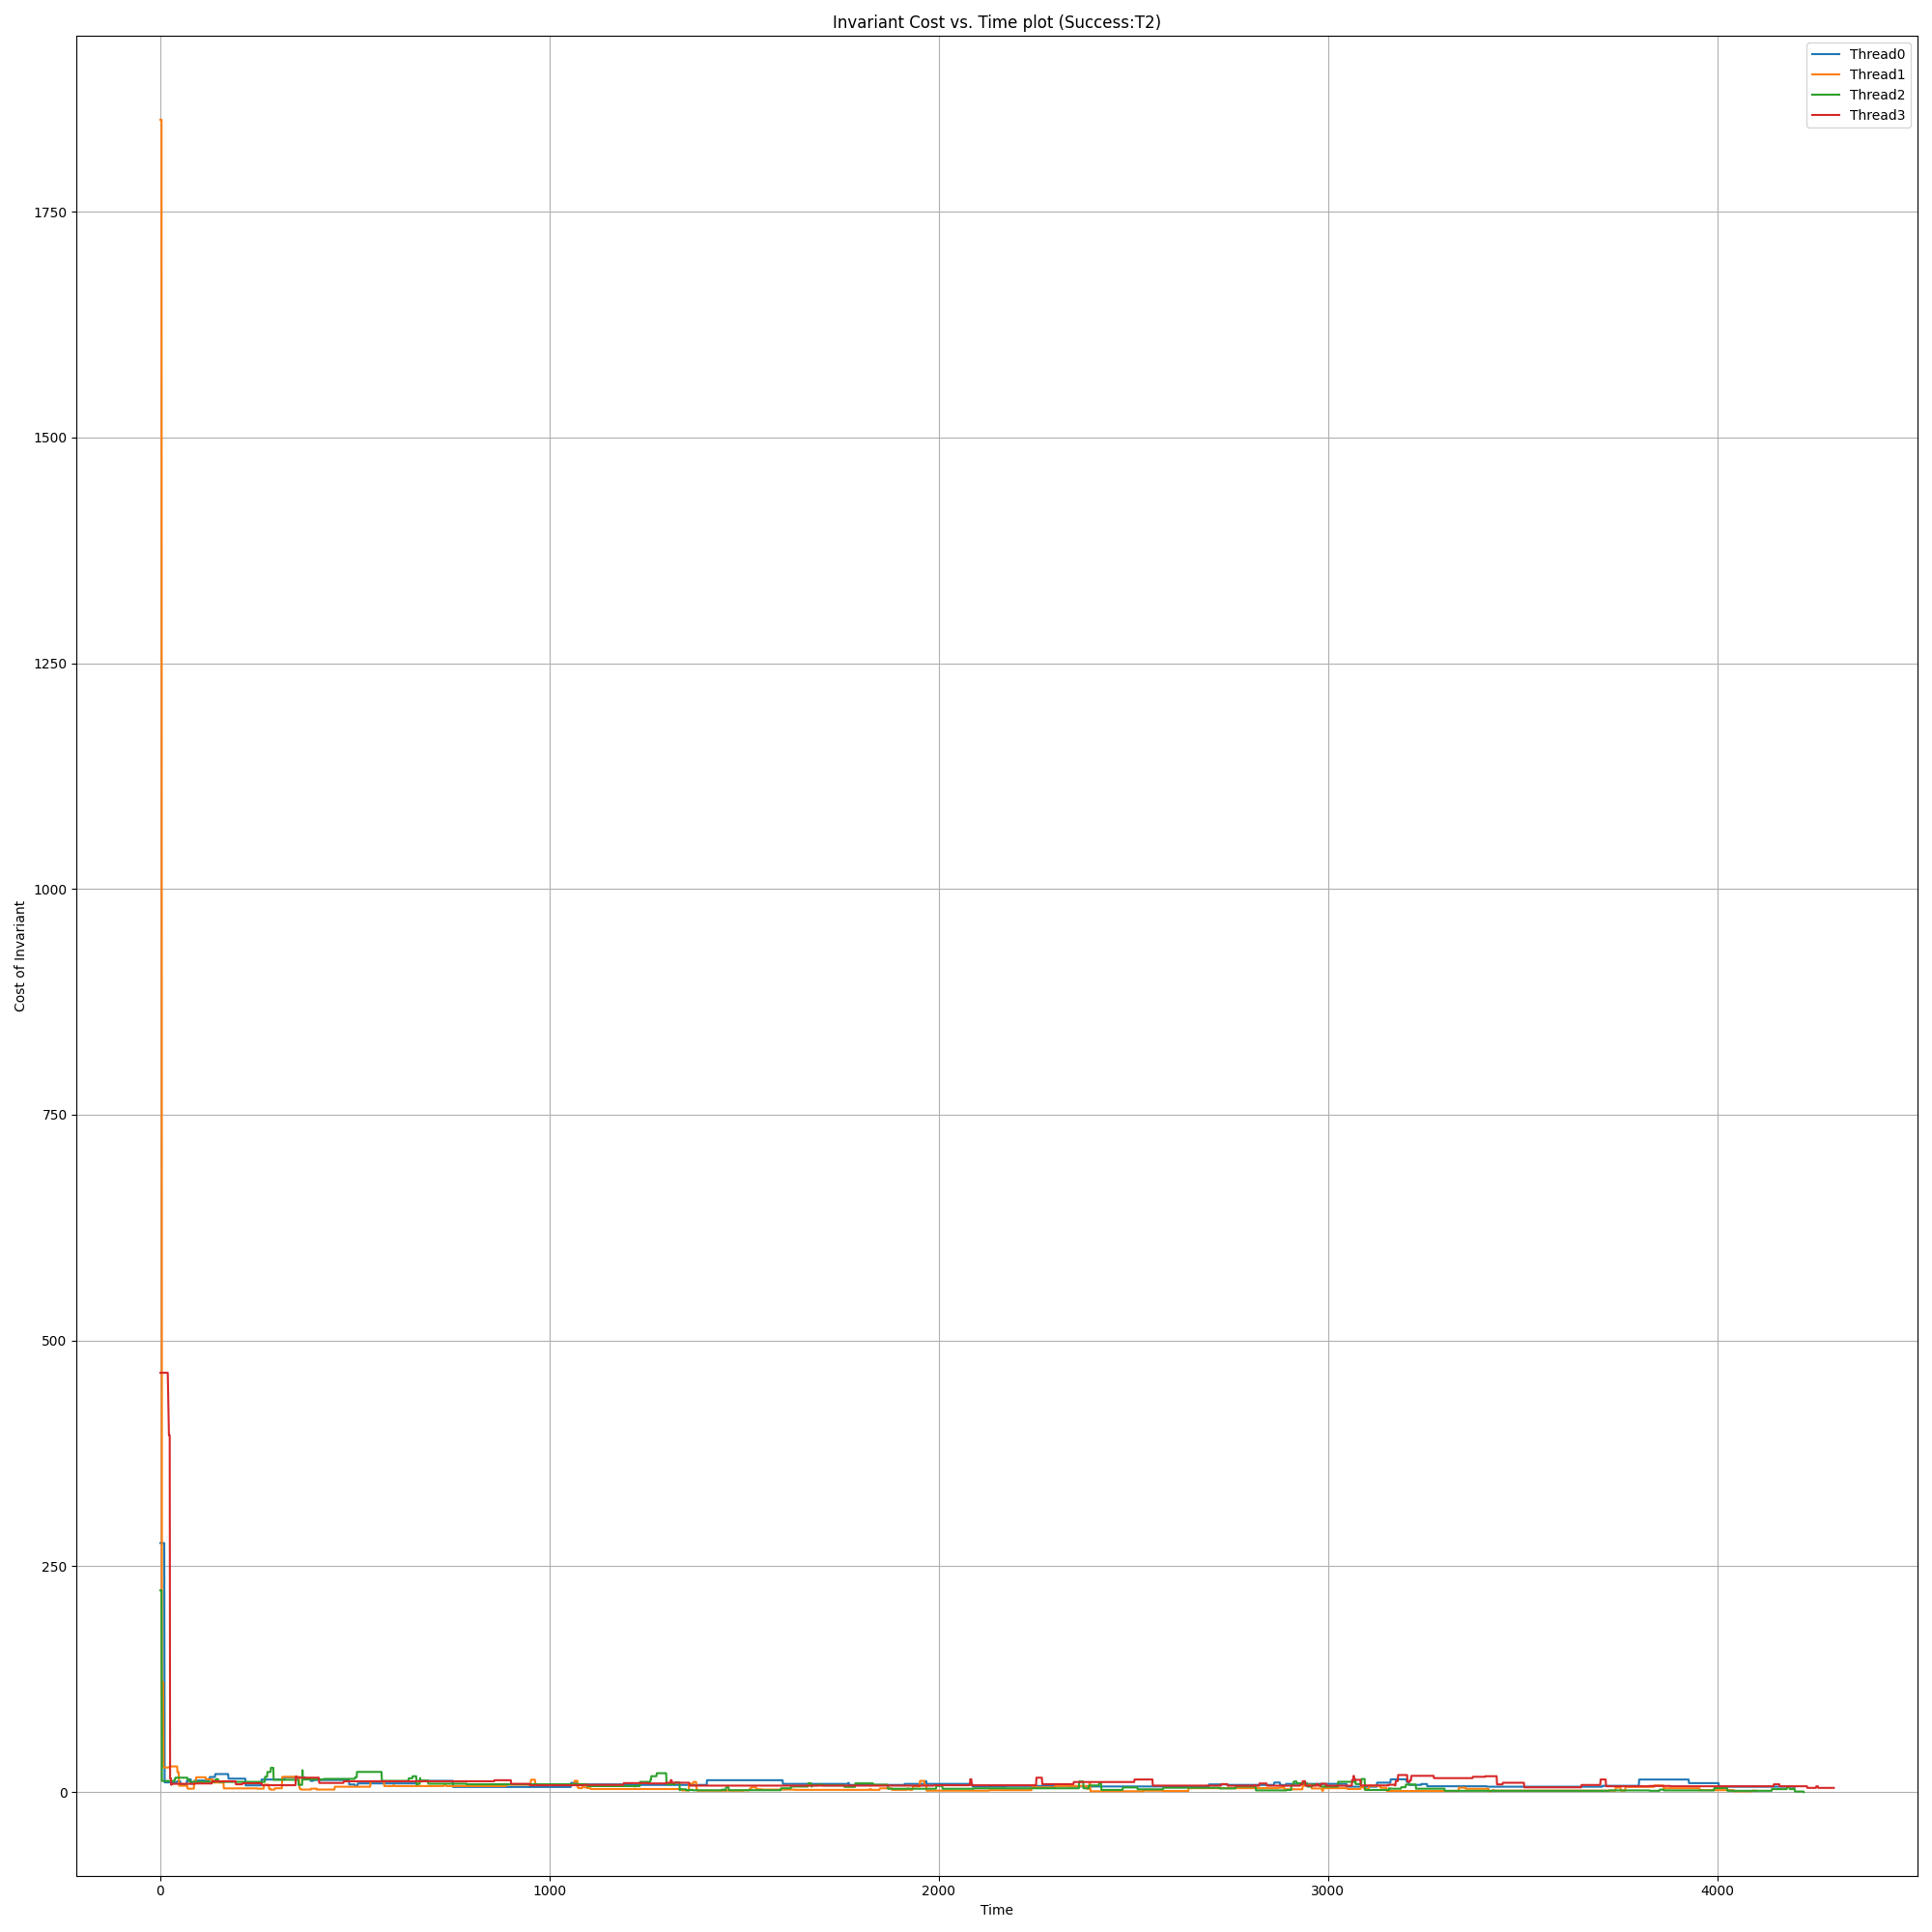 Invariant Cost vs. Time plot (Success:T2)
Thread0
Thread1
Thread2
Thread3
1750
1500
1250
1000
750
500
250
0
Cost of Invariant
0 1000 2000 3000 4000
Time